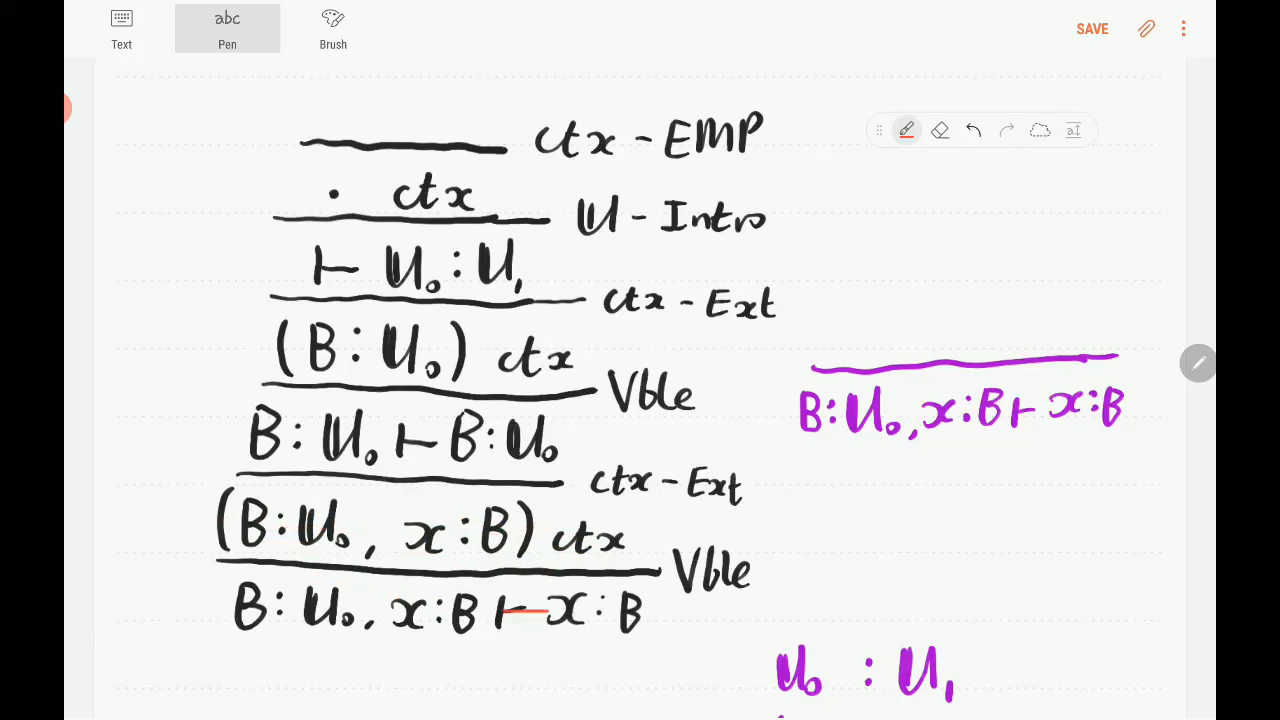 Text abc Pen Brush SAVE
ctx - EMP
· ctx
U - Intro
⊢ U₀ : U₁
ctx - Ext
(B : U₀) ctx
Vble
B : U₀ ⊢ B : U₀
ctx - Ext
(B : U₀, x : B) ctx
Vble
B : U₀, x : B ⊢ x : B
B : U₀, x : B ⊢ x : B
U₀ : U₁